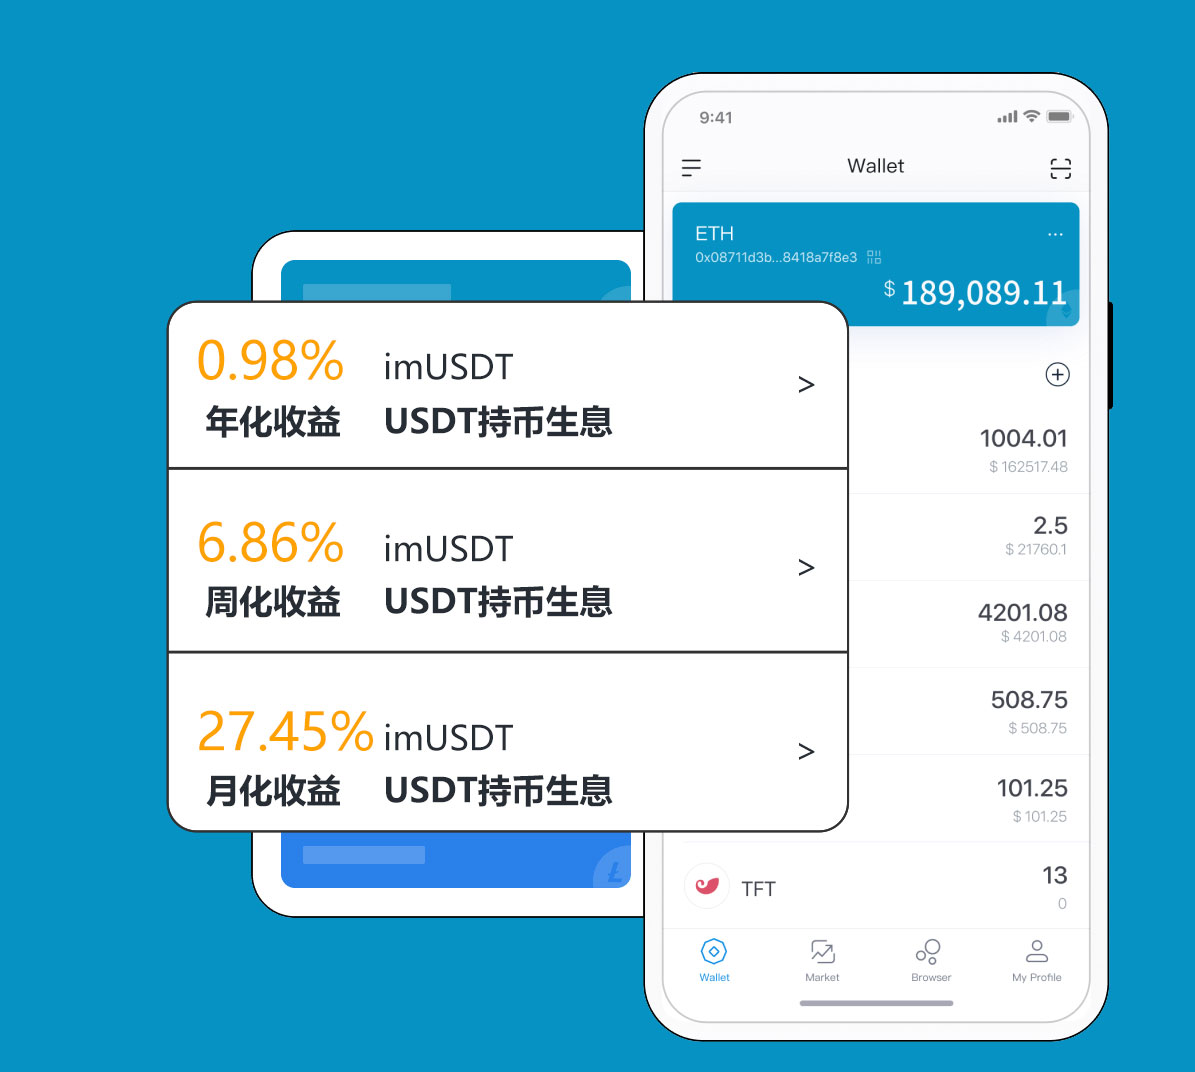 9:41
Wallet
ETH
0x08711d3b...8418a7f8e3
$ 189,089.11
0.98% imUSDT
年化收益 USDT持币生息
>
6.86% imUSDT
周化收益 USDT持币生息
>
27.45% imUSDT
月化收益 USDT持币生息
>
1004.01
$ 162517.48
2.5
$ 21760.1
4201.08
$ 4201.08
508.75
$ 508.75
101.25
$ 101.25
TFT 13
0
Wallet Market Browser My Profile